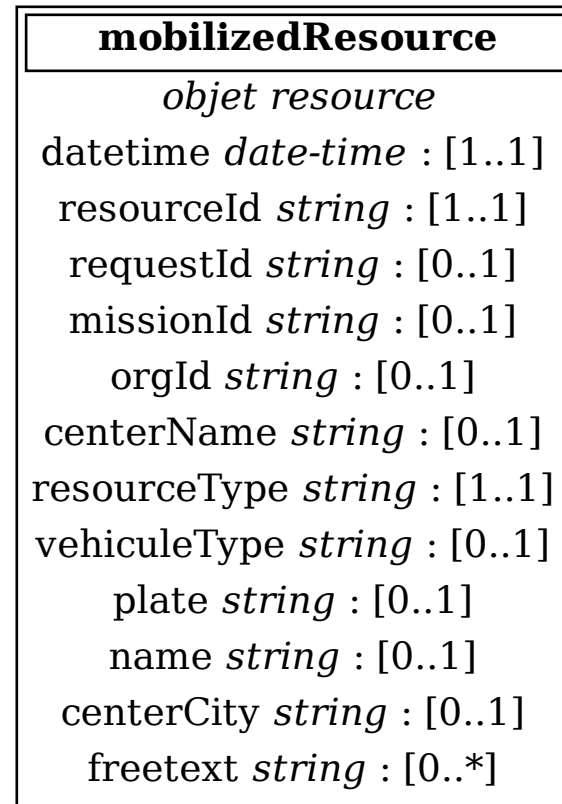 mobilizedResource
objet resource
datetime date-time : [1..1]
resourceId string : [1..1]
requestId string : [0..1]
missionId string : [0..1]
orgId string : [0..1]
centerName string : [0..1]
resourceType string : [1..1]
vehiculeType string : [0..1]
plate string : [0..1]
name string : [0..1]
centerCity string : [0..1]
freetext string : [0..*]